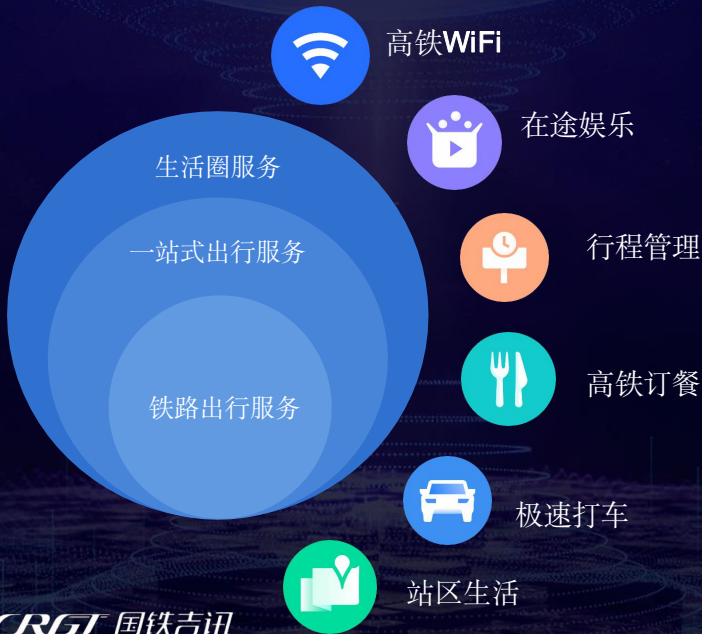 高铁WiFi
在途娱乐
生活圈服务
一站式出行服务
行程管理
高铁订餐
铁路出行服务
极速打车
站区生活
CRGT 国铁吉讯